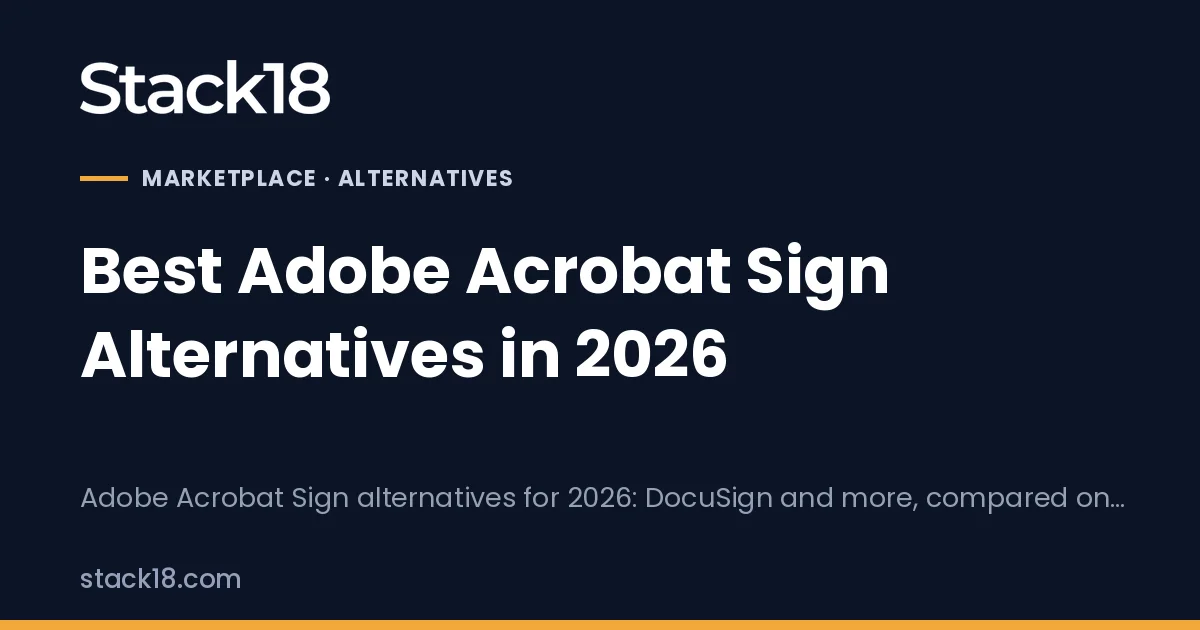 Stack18
MARKETPLACE · ALTERNATIVES
Best Adobe Acrobat Sign
Alternatives in 2026
Adobe Acrobat Sign alternatives for 2026: DocuSign and more, compared on…
stack18.com